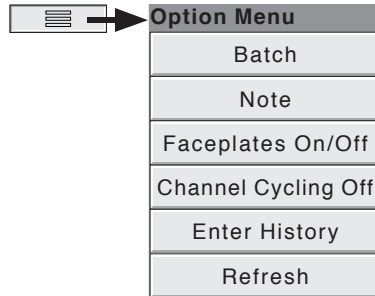 Option Menu
Batch
Note
Faceplates On/Off
Channel Cycling Off
Enter History
Refresh